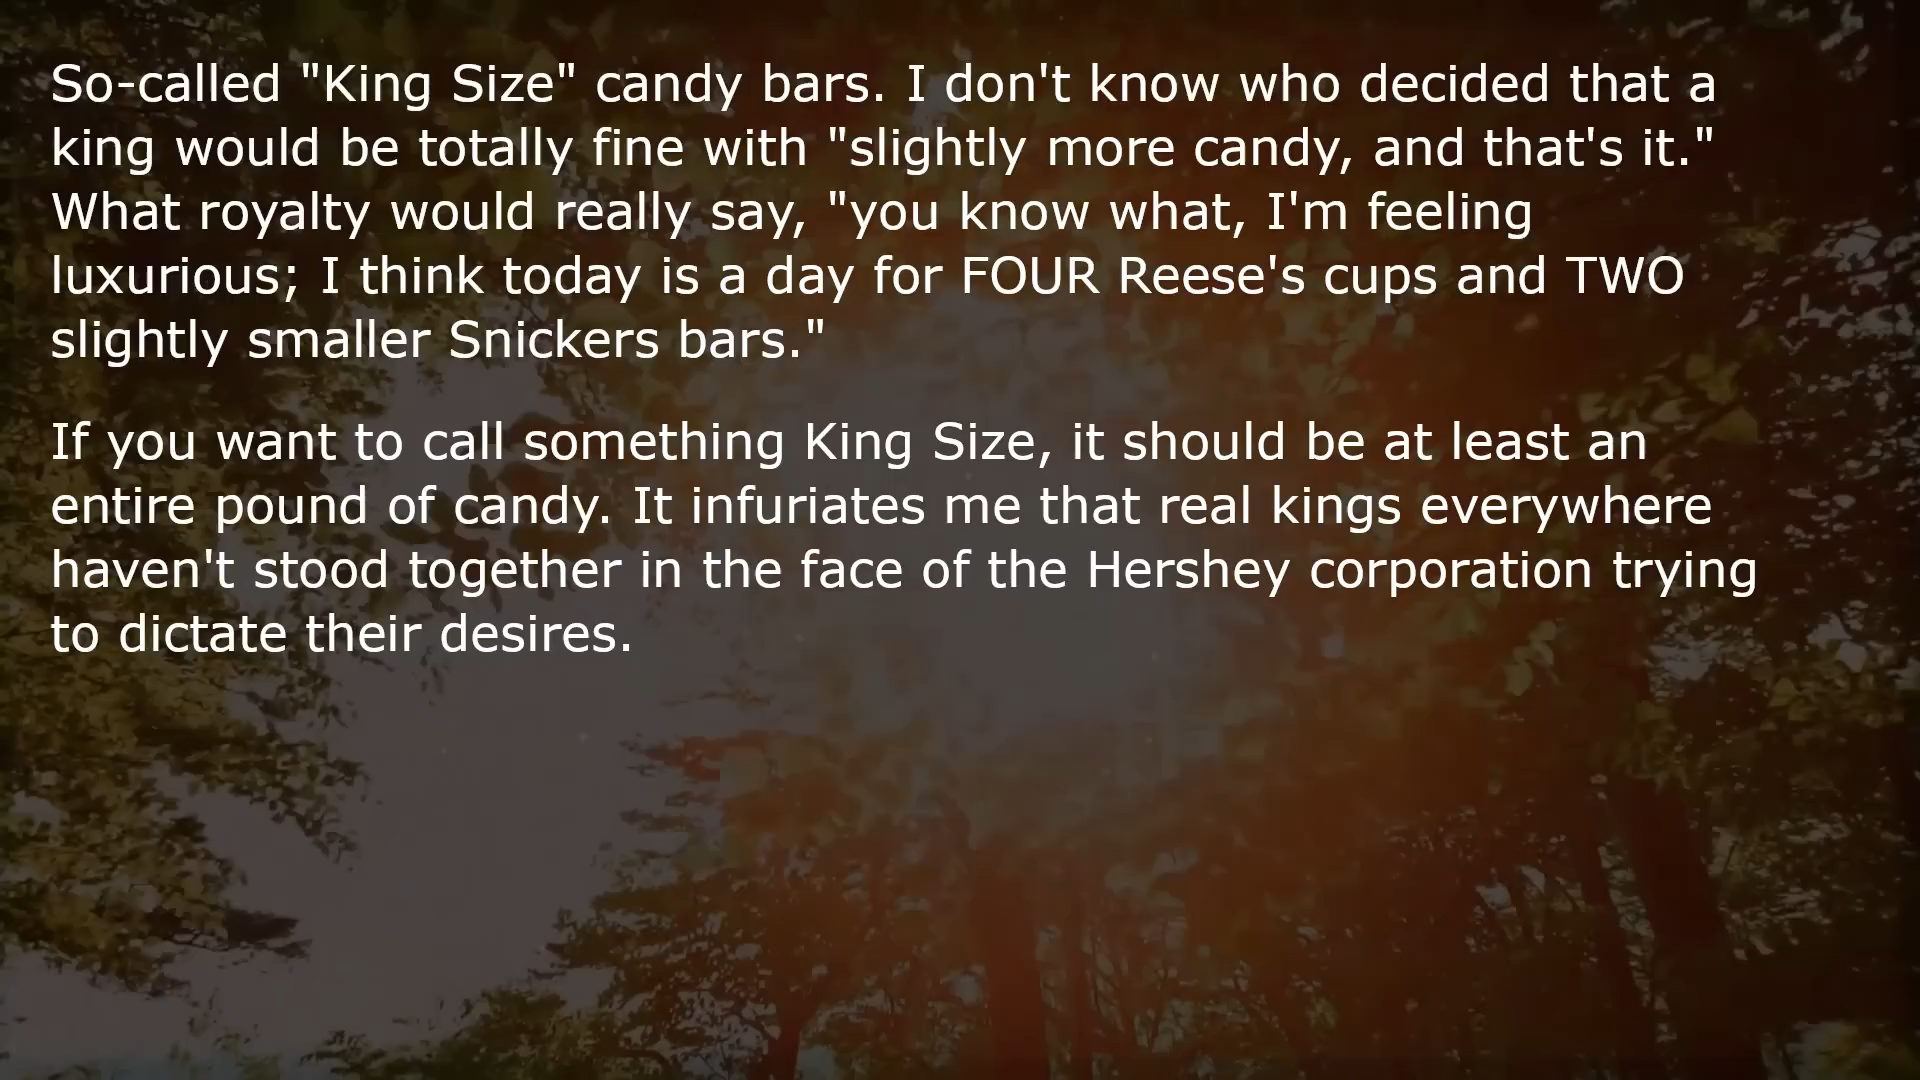 So-called "King Size" candy bars. I don't know who decided that a
king would be totally fine with "slightly more candy, and that's it."
What royalty would really say, "you know what, I'm feeling
luxurious; I think today is a day for FOUR Reese's cups and TWO
slightly smaller Snickers bars."
If you want to call something King Size, it should be at least an
entire pound of candy. It infuriates me that real kings everywhere
haven't stood together in the face of the Hershey corporation trying
to dictate their desires.